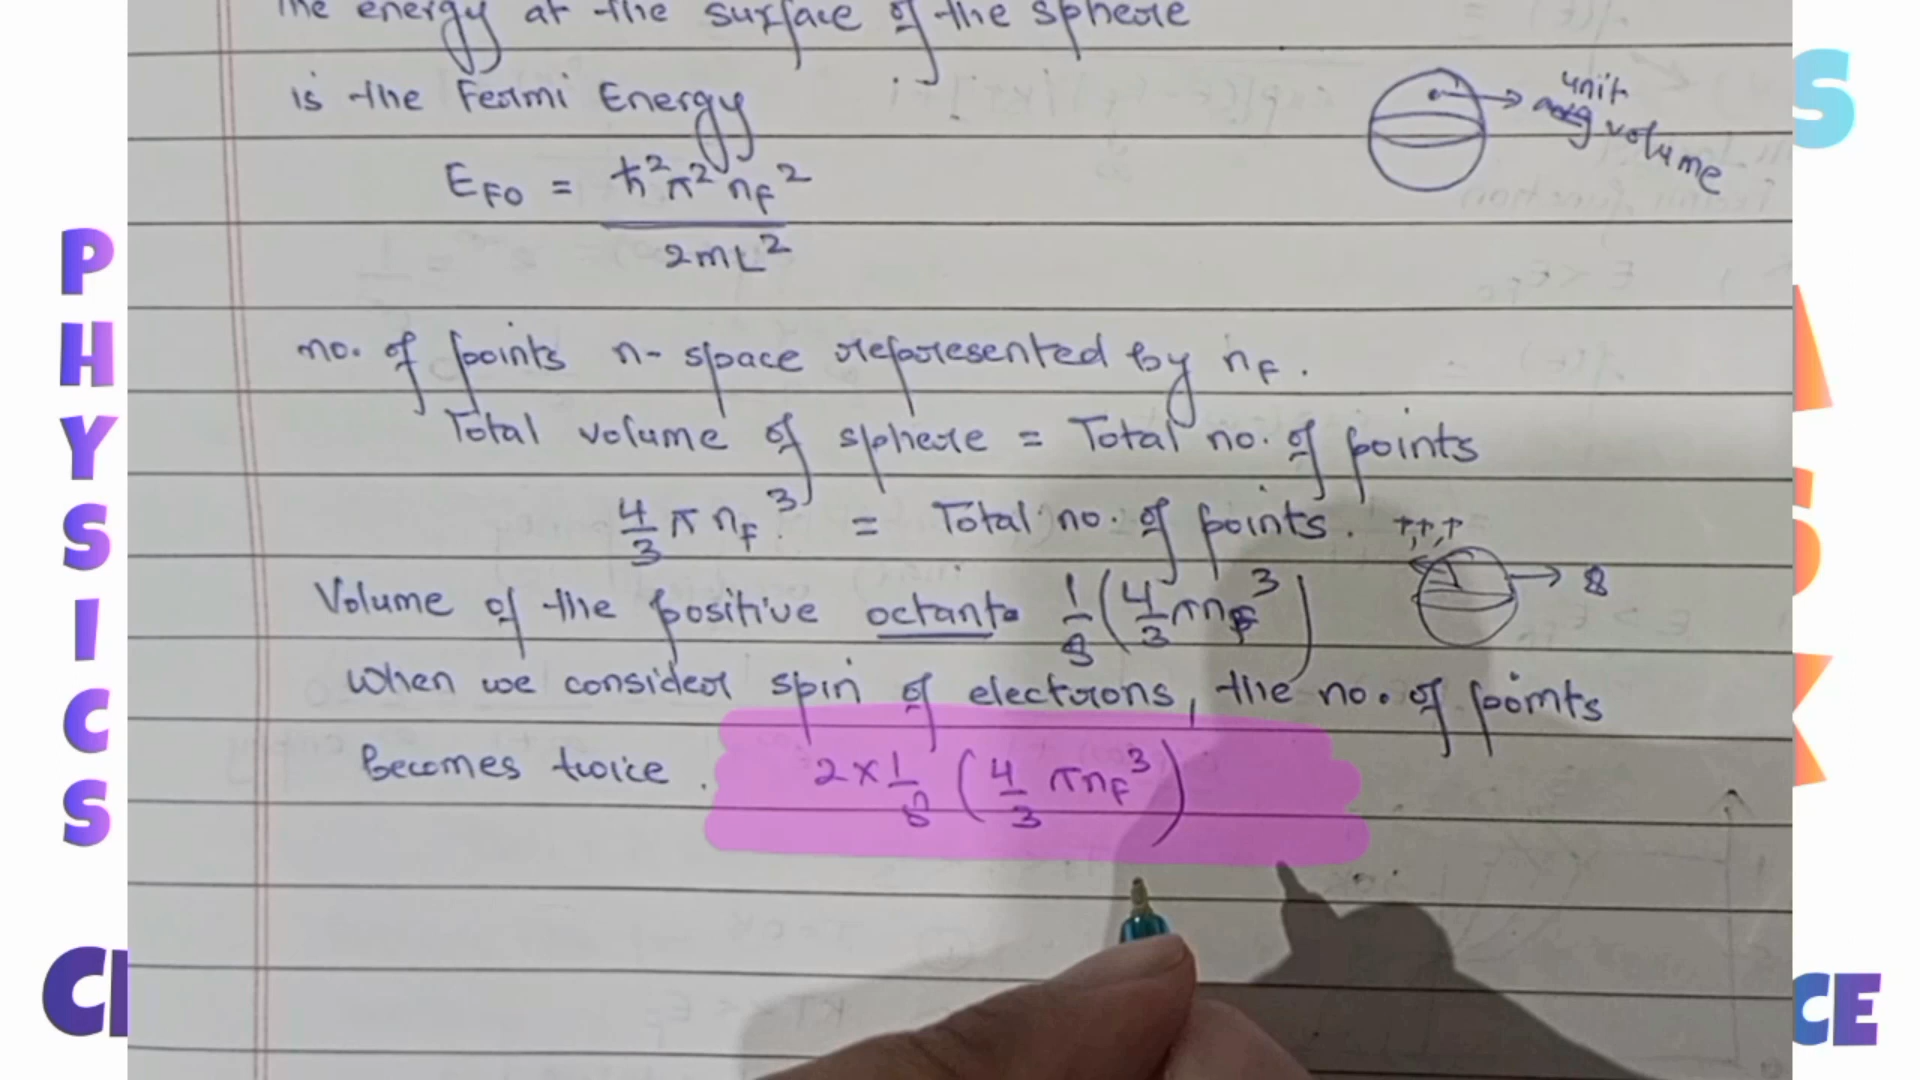 The energy at the surface of the sphere
is the Fermi Energy
E_F0 = ħ²π² n_F² / 2mL²
unit
volume
no. of points n-space represented by n_F.
Total volume of sphere = Total no. of points
4/3 π n_F³ = Total no. of points.
+,+,+
8
Volume of the positive octant = 1/8 (4/3 π n_F³)
When we consider spin of electrons, the no. of points
Becomes twice. 2 × 1/8 (4/3 π n_F³)
PHYSICS
CE